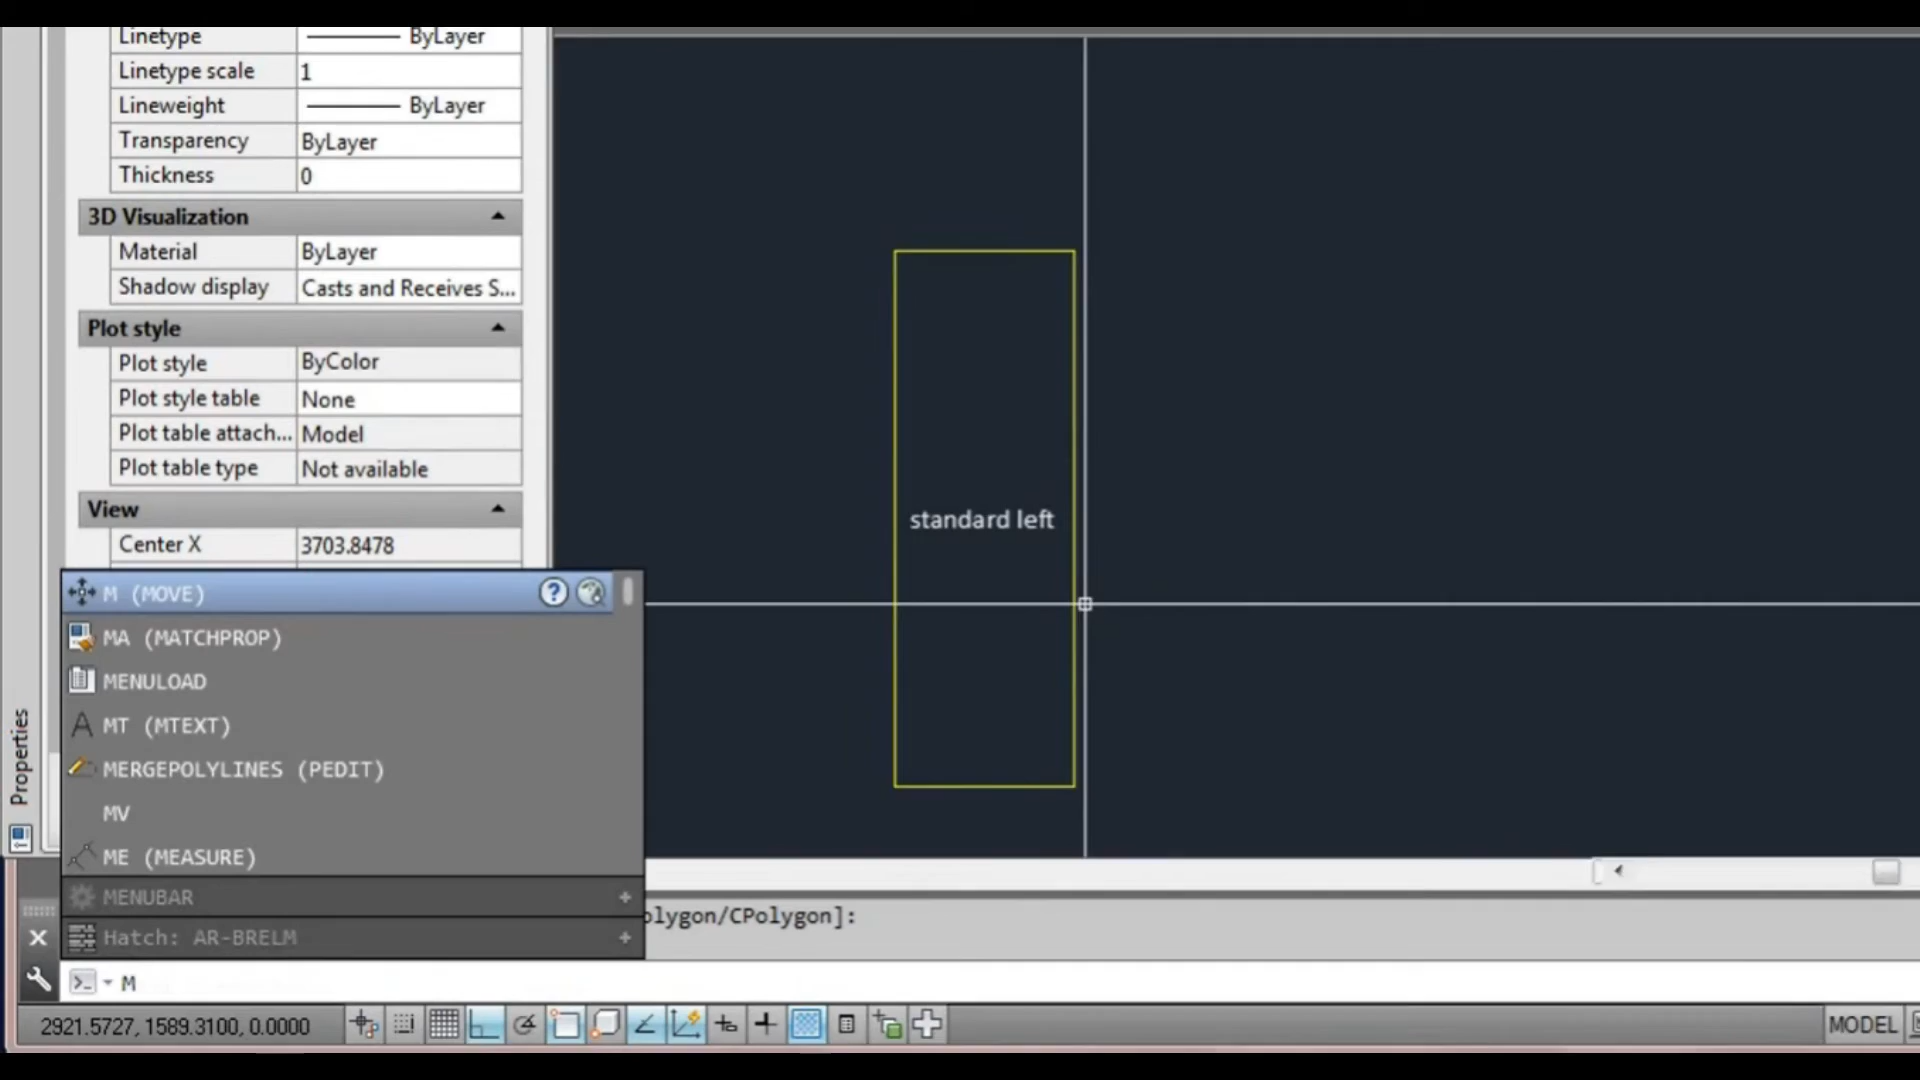 Linetype ByLayer
Linetype scale 1
Lineweight ByLayer
Transparency ByLayer
Thickness 0
3D Visualization
Material ByLayer
Shadow display Casts and Receives S...
Plot style
Plot style ByColor
Plot style table None
Plot table attach... Model
Plot table type Not available
View
Center X 3703.8478
M (MOVE)
MA (MATCHPROP)
MENULOAD
MT (MTEXT)
MERGEPOLYLINES (PEDIT)
MV
ME (MEASURE)
MENUBAR
Hatch: AR-BRELM
Properties
standard left
olygon/CPolygon]:
M
2921.5727, 1589.3100, 0.0000
MODEL